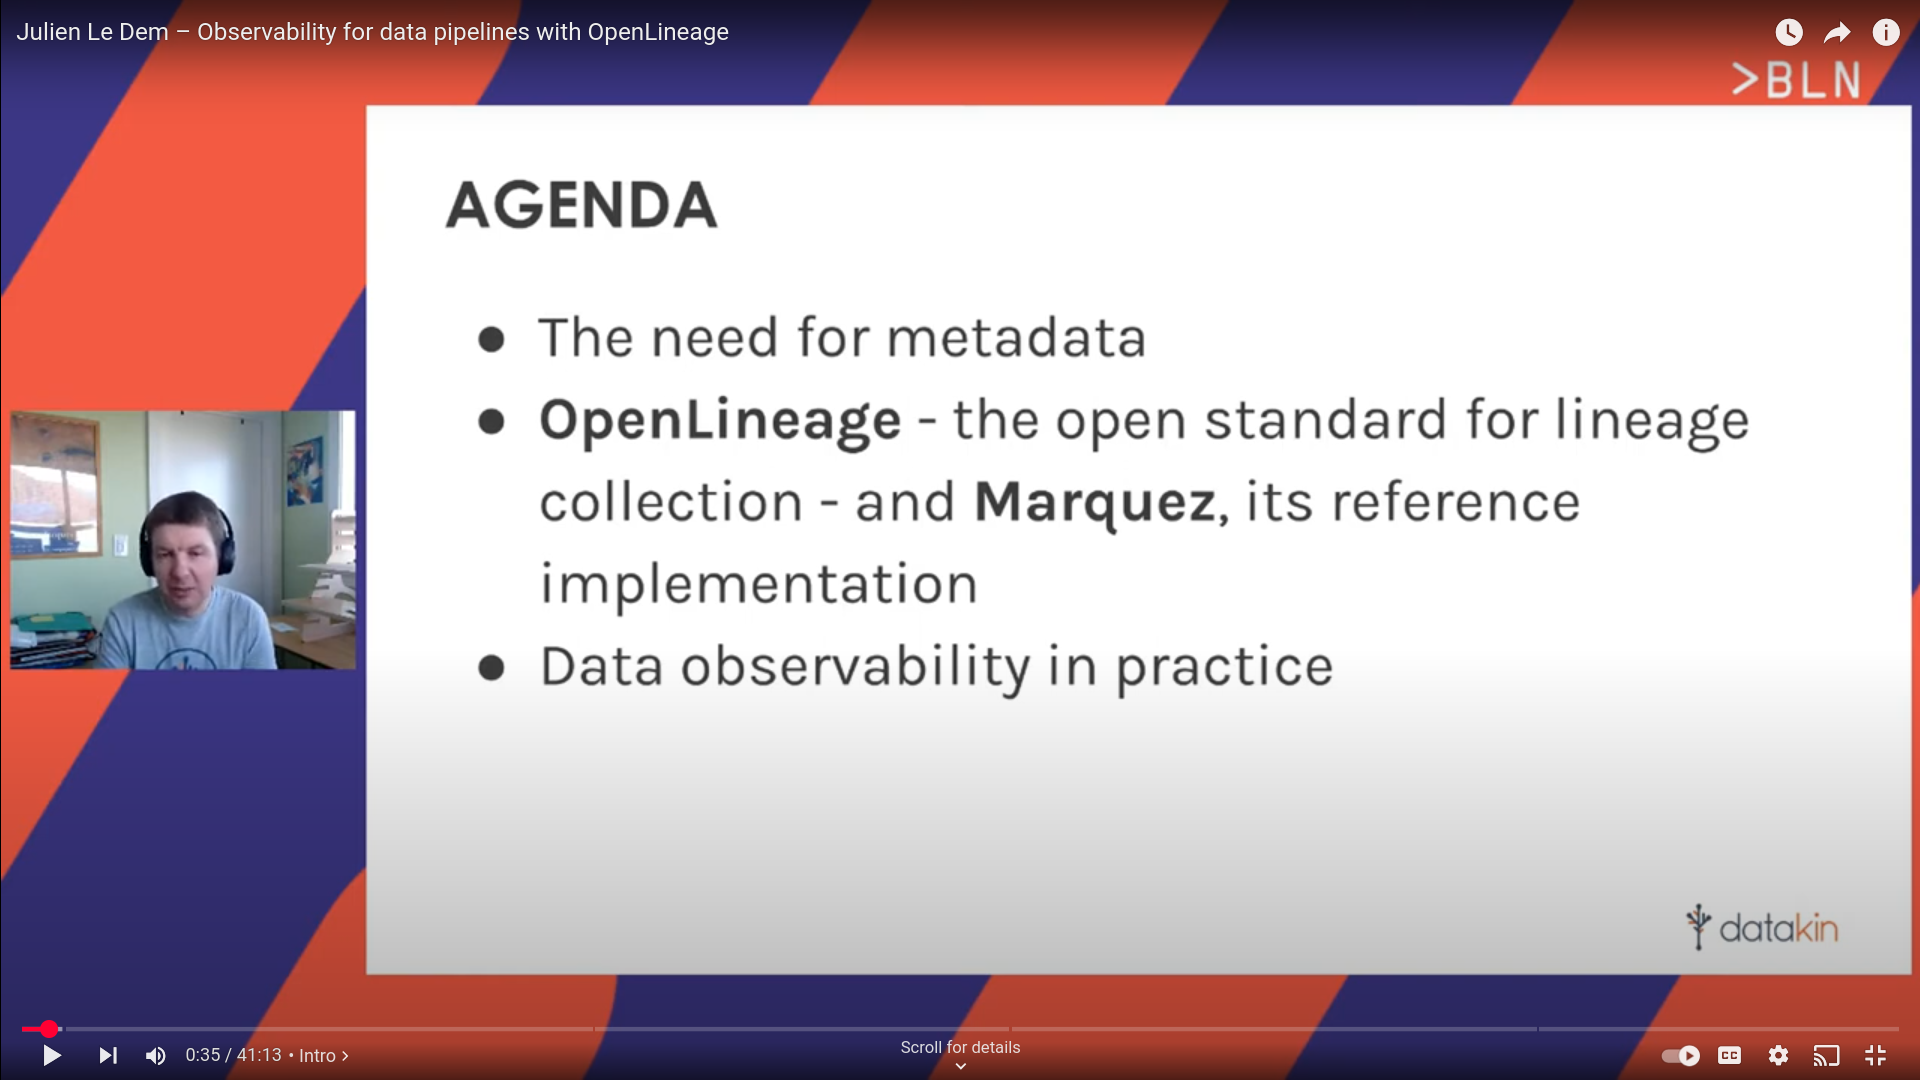 Julien Le Dem – Observability for data pipelines with OpenLineage
>BLN
AGENDA
● The need for metadata
● OpenLineage - the open standard for lineage
collection - and Marquez, its reference
implementation
● Data observability in practice
datakin
0:35 / 41:13 • Intro
Scroll for details
CC